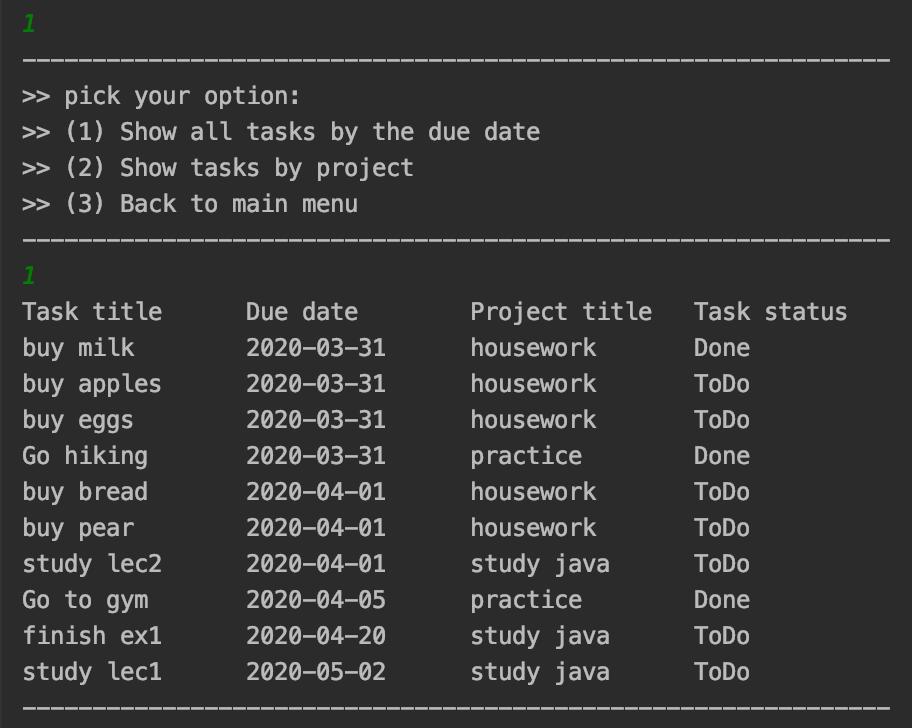 1
--------------------------------------------------------------
>> pick your option:
>> (1) Show all tasks by the due date
>> (2) Show tasks by project
>> (3) Back to main menu
--------------------------------------------------------------
1
Task title      Due date        Project title   Task status
buy milk        2020-03-31      housework       Done
buy apples      2020-03-31      housework       ToDo
buy eggs        2020-03-31      housework       ToDo
Go hiking       2020-03-31      practice        Done
buy bread       2020-04-01      housework       ToDo
buy pear        2020-04-01      housework       ToDo
study lec2      2020-04-01      study java      ToDo
Go to gym       2020-04-05      practice        Done
finish ex1      2020-04-20      study java      ToDo
study lec1      2020-05-02      study java      ToDo
--------------------------------------------------------------